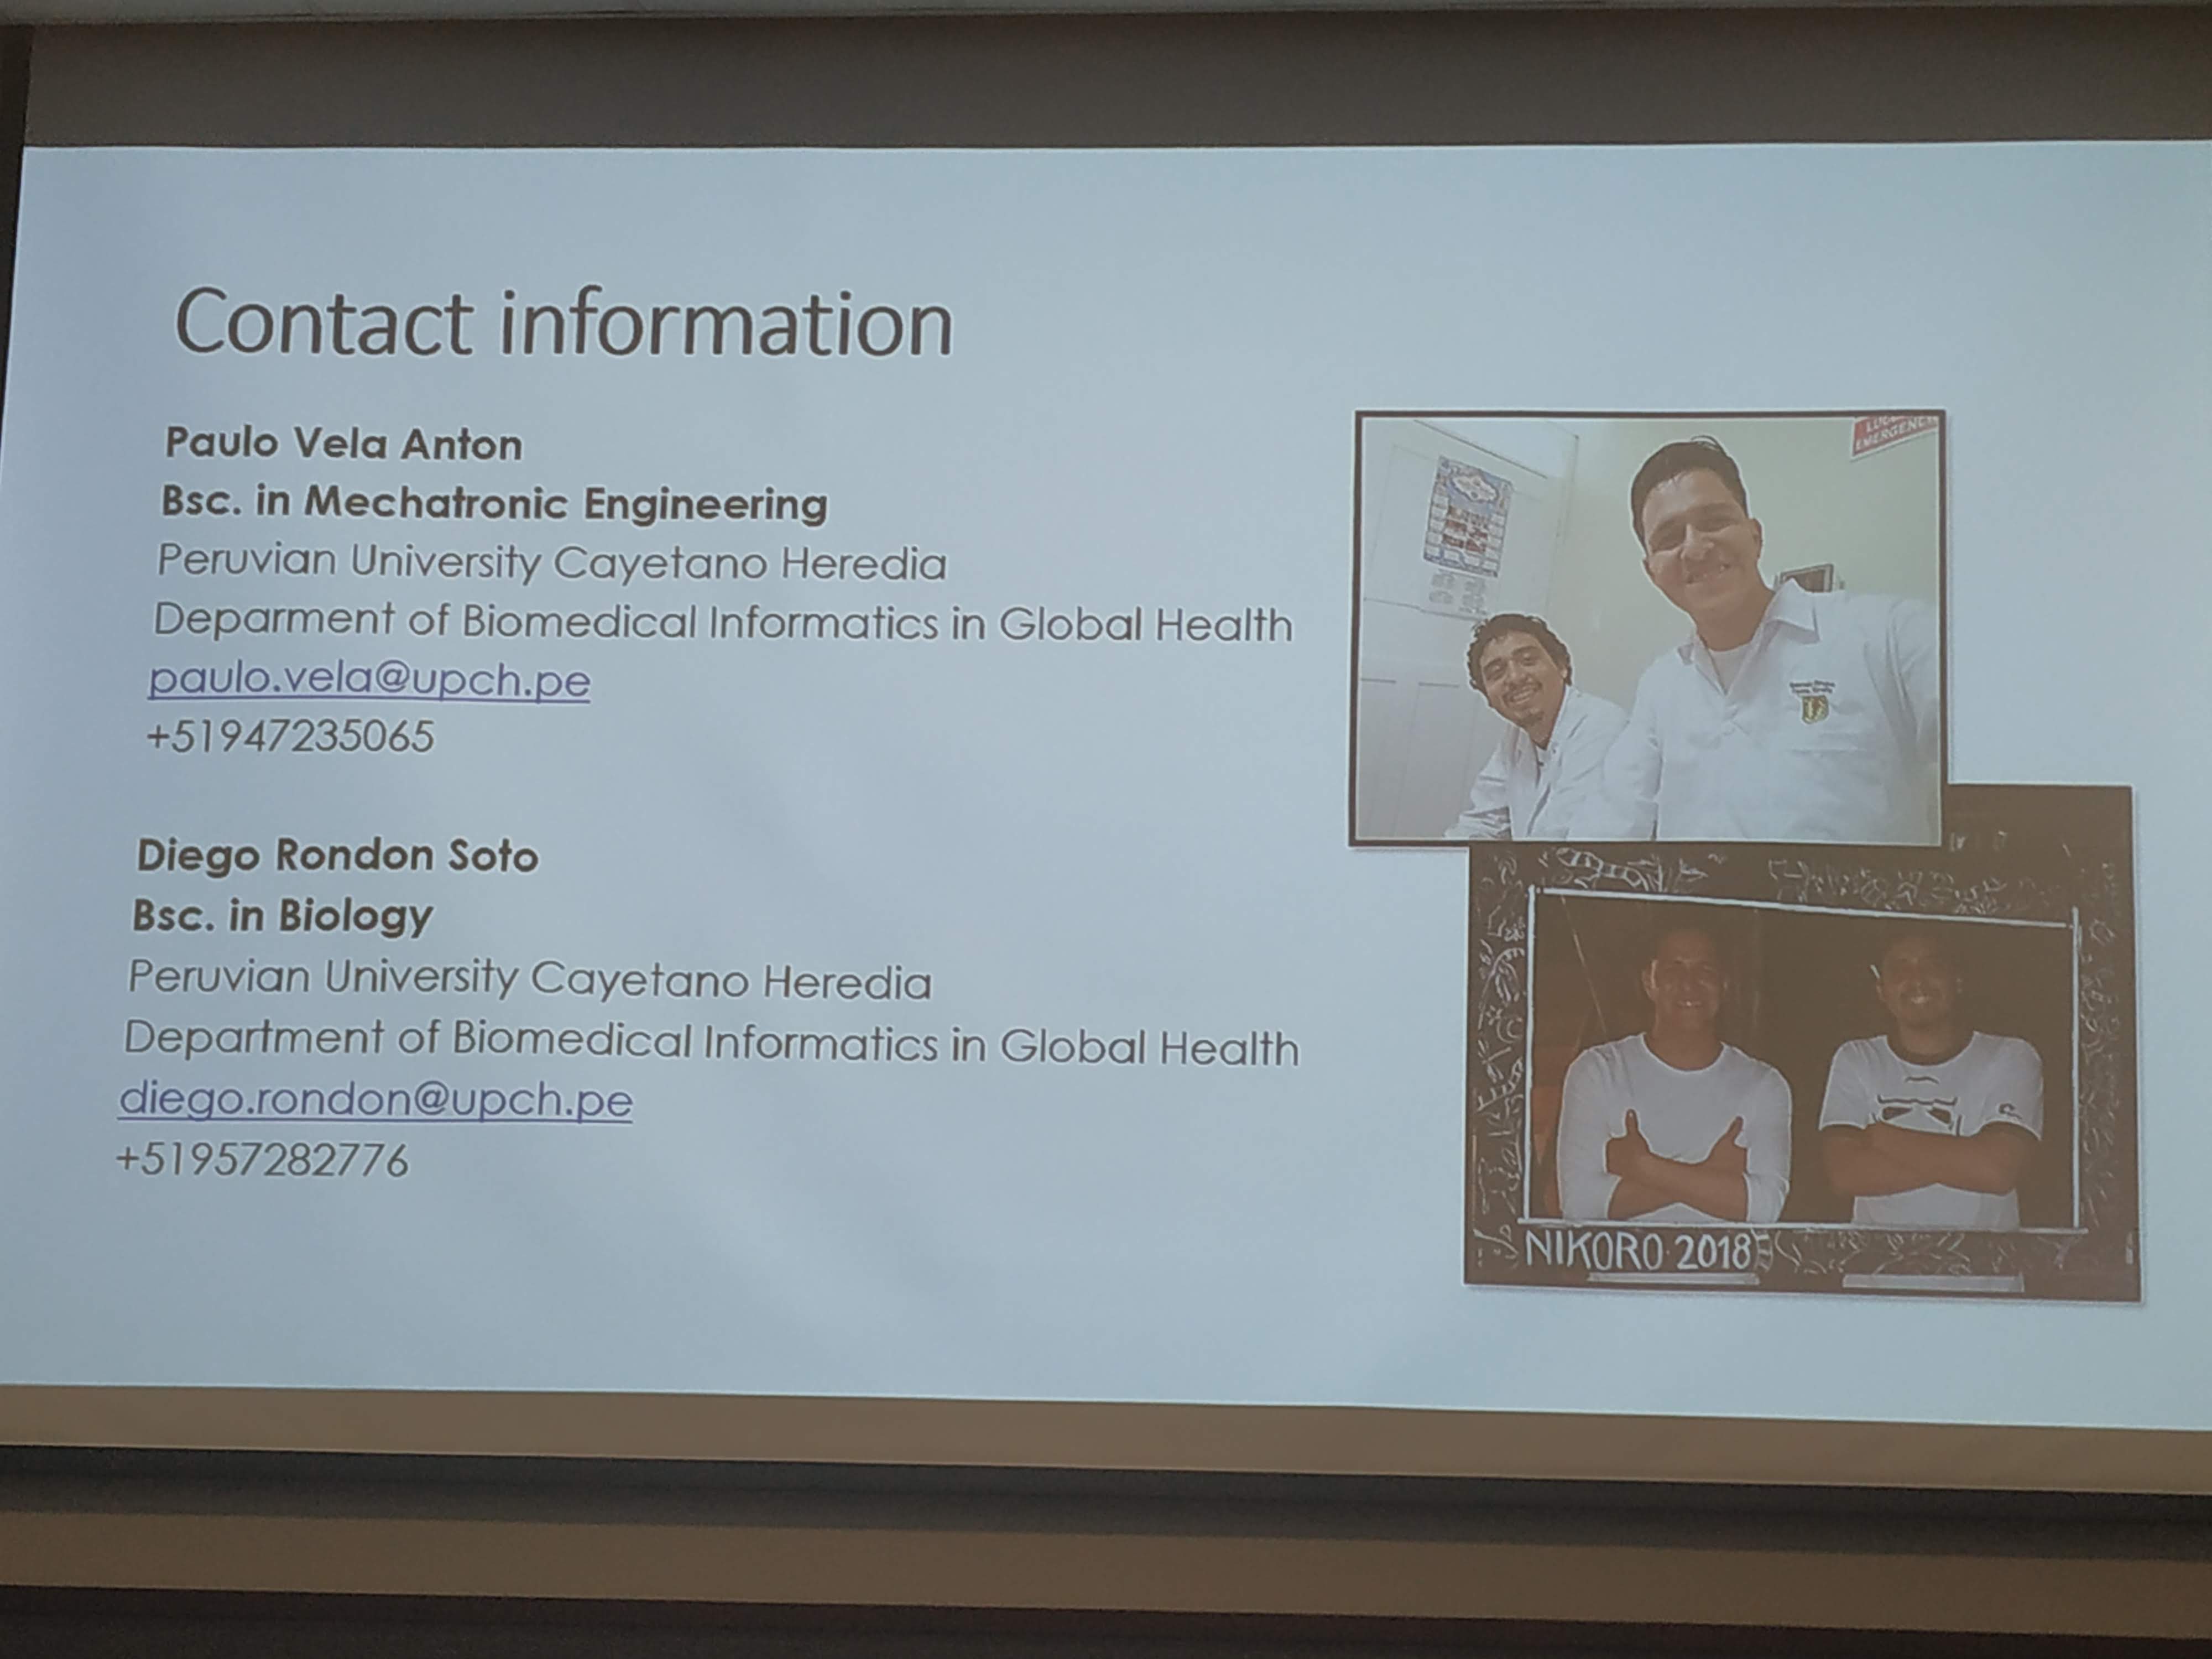 Contact information
Paulo Vela Anton
Bsc. in Mechatronic Engineering
Peruvian University Cayetano Heredia
Deparment of Biomedical Informatics in Global Health
paulo.vela@upch.pe
+51947235065
Diego Rondon Soto
Bsc. in Biology
Peruvian University Cayetano Heredia
Department of Biomedical Informatics in Global Health
diego.rondon@upch.pe
+51957282776
NIKORO 2018